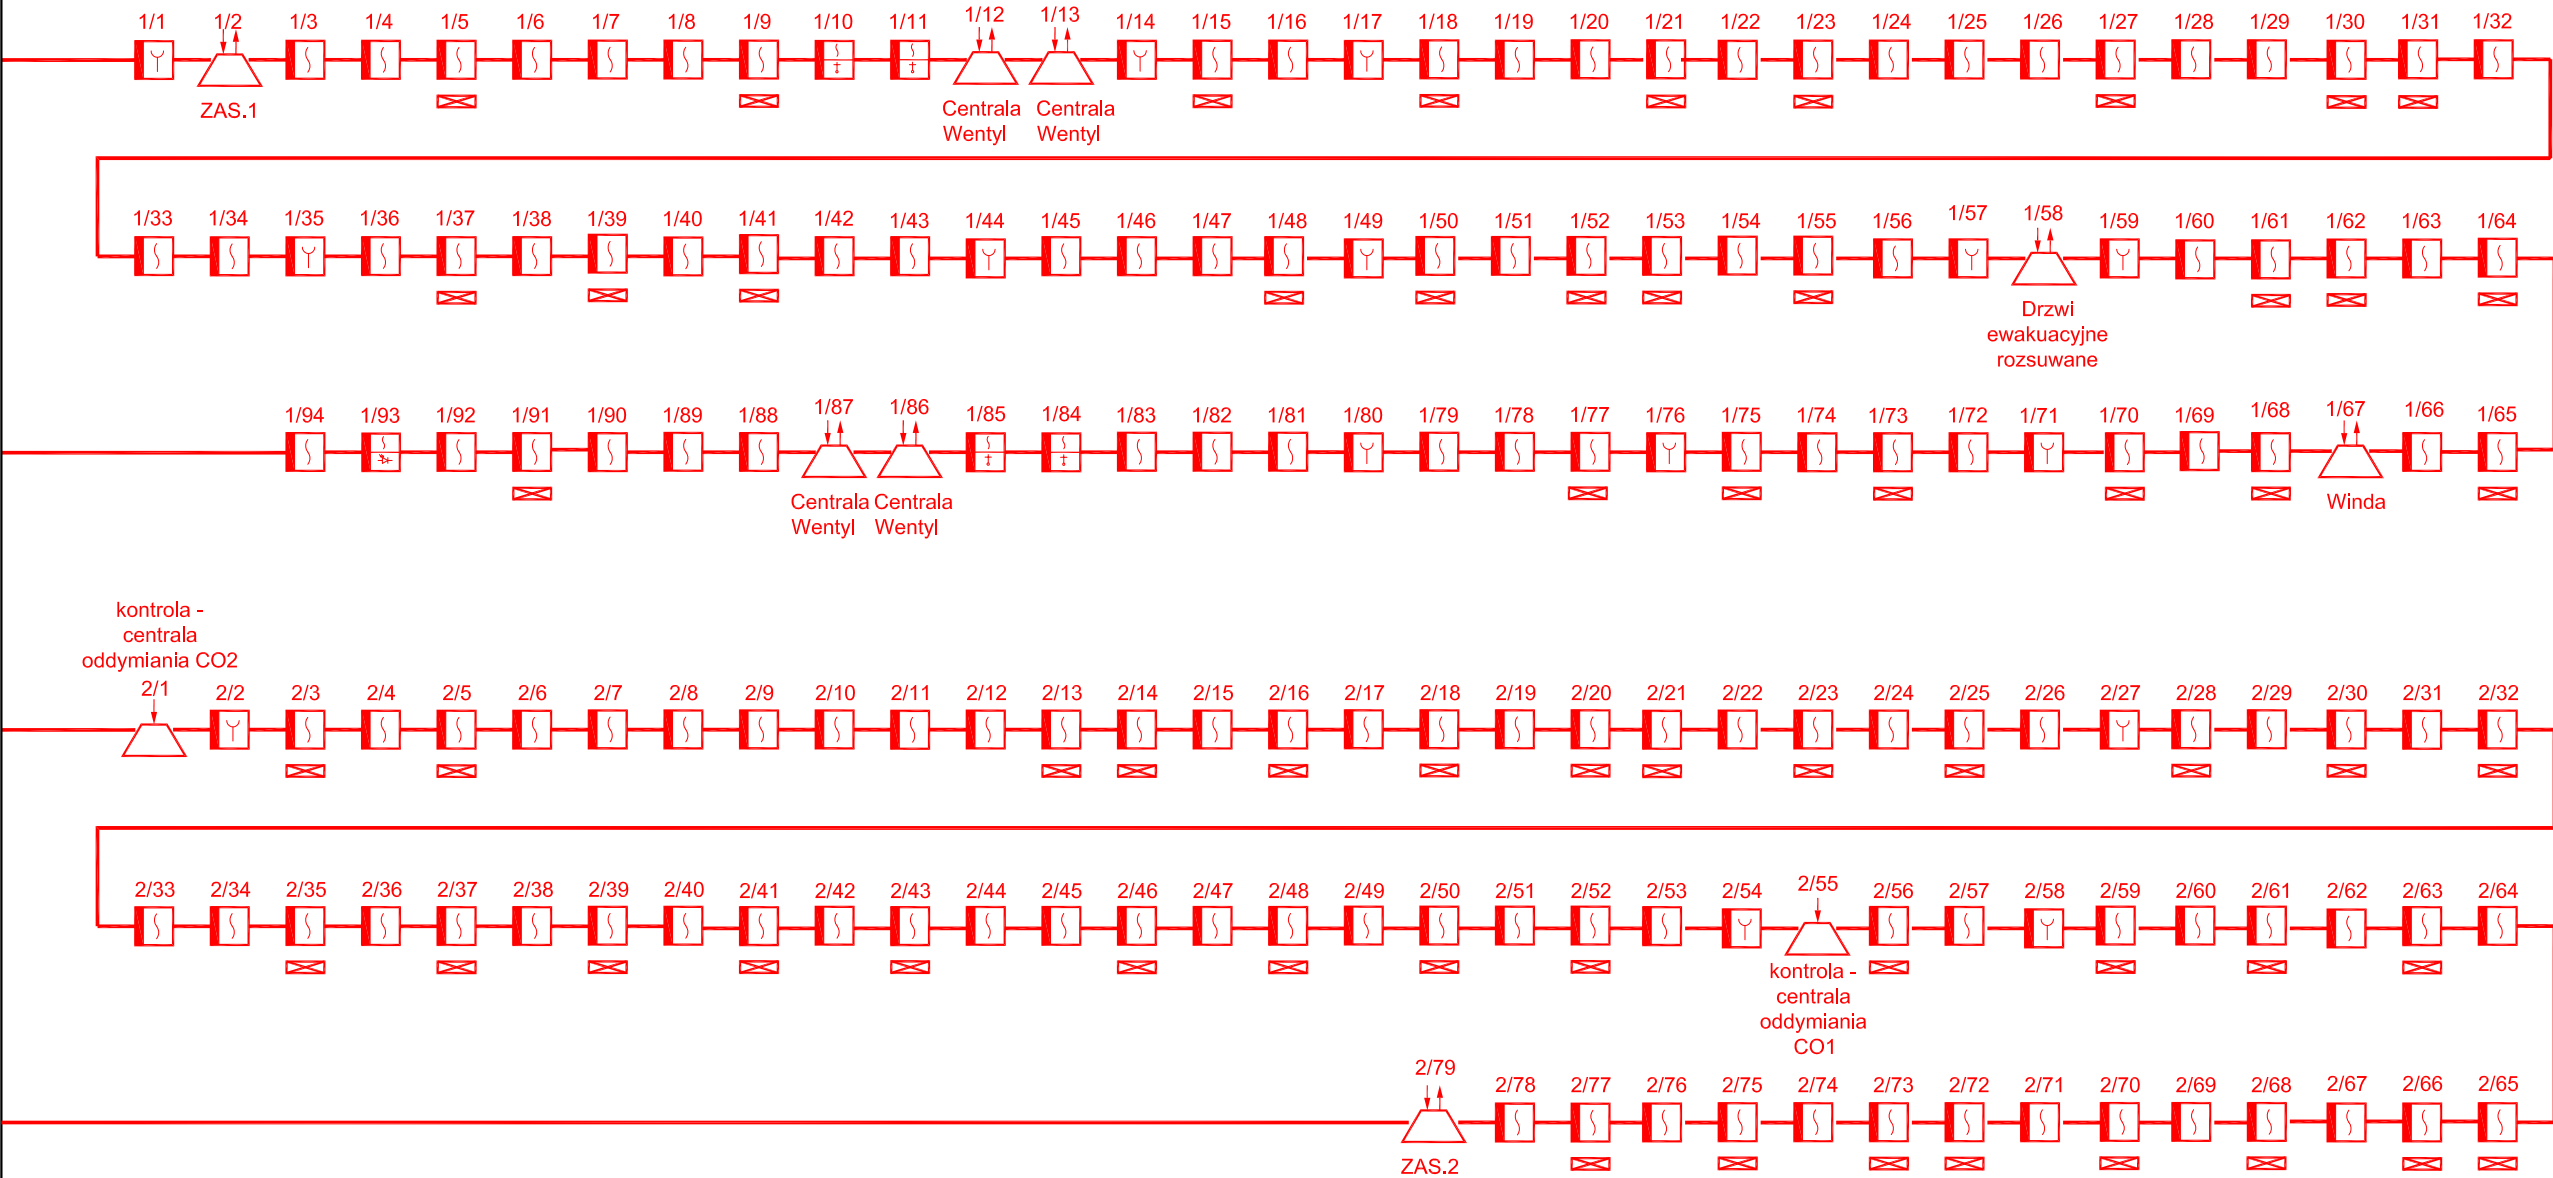 1/1 1/2 1/3 1/4 1/5 1/6 1/7 1/8 1/9 1/10 1/11 1/12 1/13 1/14 1/15 1/16 1/17 1/18 1/19 1/20 1/21 1/22 1/23 1/24 1/25 1/26 1/27 1/28 1/29 1/30 1/31 1/32
ZAS.1
Centrala
Wentyl
Centrala
Wentyl
1/33 1/34 1/35 1/36 1/37 1/38 1/39 1/40 1/41 1/42 1/43 1/44 1/45 1/46 1/47 1/48 1/49 1/50 1/51 1/52 1/53 1/54 1/55 1/56 1/57 1/58 1/59 1/60 1/61 1/62 1/63 1/64
Drzwi
ewakuacyjne
rozsuwane
1/94 1/93 1/92 1/91 1/90 1/89 1/88 1/87 1/86 1/85 1/84 1/83 1/82 1/81 1/80 1/79 1/78 1/77 1/76 1/75 1/74 1/73 1/72 1/71 1/70 1/69 1/68 1/67 1/66 1/65
Centrala
Wentyl
Centrala
Wentyl
Winda
kontrola -
centrala
oddymiania CO2
2/1 2/2 2/3 2/4 2/5 2/6 2/7 2/8 2/9 2/10 2/11 2/12 2/13 2/14 2/15 2/16 2/17 2/18 2/19 2/20 2/21 2/22 2/23 2/24 2/25 2/26 2/27 2/28 2/29 2/30 2/31 2/32
2/33 2/34 2/35 2/36 2/37 2/38 2/39 2/40 2/41 2/42 2/43 2/44 2/45 2/46 2/47 2/48 2/49 2/50 2/51 2/52 2/53 2/54 2/55 2/56 2/57 2/58 2/59 2/60 2/61 2/62 2/63 2/64
kontrola -
centrala
oddymiania
CO1
2/79 2/78 2/77 2/76 2/75 2/74 2/73 2/72 2/71 2/70 2/69 2/68 2/67 2/66 2/65
ZAS.2